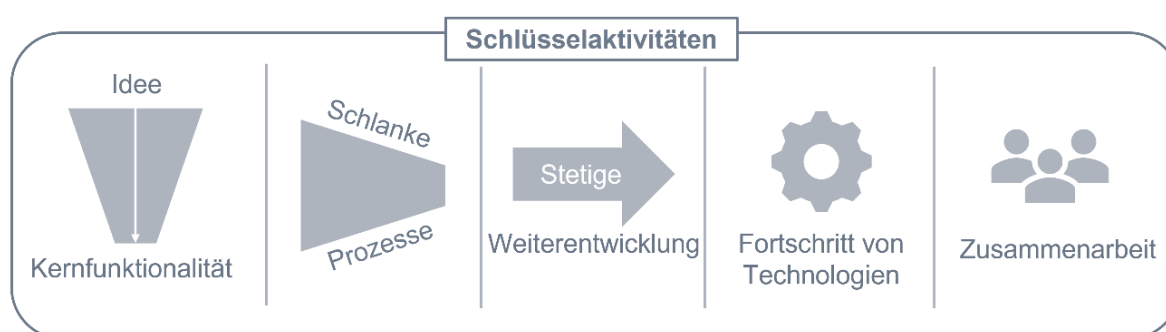 Schlüsselaktivitäten
Idee
Kernfunktionalität
Schlanke
Prozesse
Stetige
Weiterentwicklung
Fortschritt von
Technologien
Zusammenarbeit